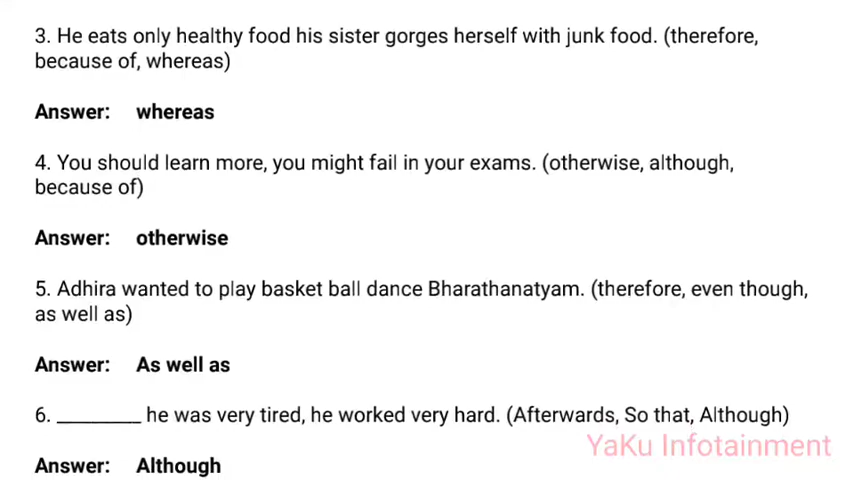 3. He eats only healthy food his sister gorges herself with junk food. (therefore,
because of, whereas)
Answer: whereas
4. You should learn more, you might fail in your exams. (otherwise, although,
because of)
Answer: otherwise
5. Adhira wanted to play basket ball dance Bharathanatyam. (therefore, even though,
as well as)
Answer: As well as
6. ________ he was very tired, he worked very hard. (Afterwards, So that, Although)
YaKu Infotainment
Answer: Although